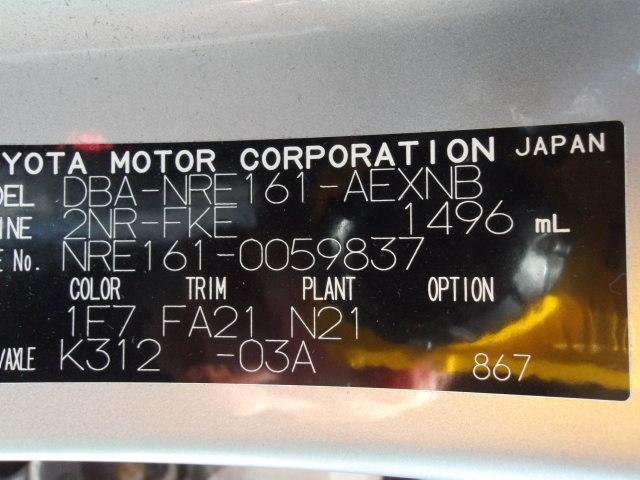 YOTA MOTOR CORPORATION JAPAN
DEL DBA-NRE161-AEXNB
INE 2NR-FKE 1496 mL
E No. NRE161-0059837
COLOR TRIM PLANT OPTION
1F7 FA21 N21
/AXLE K312 -03A 867